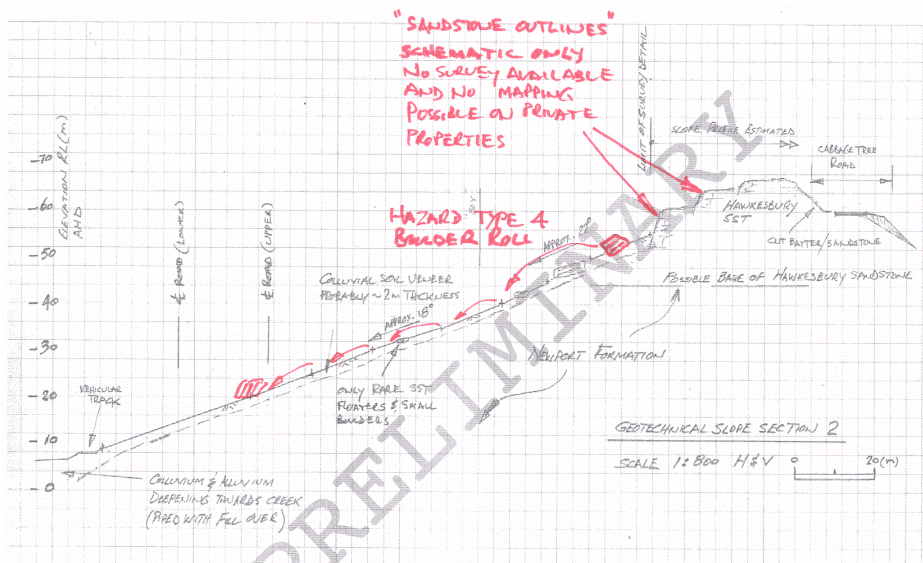 "SANDSTONE OUTLINES"
SCHEMATIC ONLY
NO SURVEY AVAILABLE
AND NO MAPPING
POSSIBLE ON PRIVATE
PROPERTIES
LIMIT OF SURVEY DETAIL
SLOPE PROFILE ESTIMATED
CABBAGE TREE
ROAD
ELEVATION RL (m)
AHD
-70
-60
-50
-40
-30
-20
-10
-0
℄ ROAD (LOWER)
℄ ROAD (UPPER)
HAZARD TYPE 4
BOULDER ROLL
HAWKESBURY
SST
CUT BATTER/SANDSTONE
POSSIBLE BASE OF HAWKESBURY SANDSTONE
COLLUVIAL SOIL VENEER
PROBABLY ~2m THICKNESS
APPROX.
APPROX. 18°
NEWPORT FORMATION
ONLY RARE SST
FLOATERS & SMALL
BOULDERS
VEHICULAR
TRACK
COLLUVIUM & ALLUVIUM
DEEPENING TOWARDS CREEK
(PIPED WITH FILL OVER)
GEOTECHNICAL SLOPE SECTION 2
SCALE 1:800 H&V
0 20(m)
PRELIMINARY